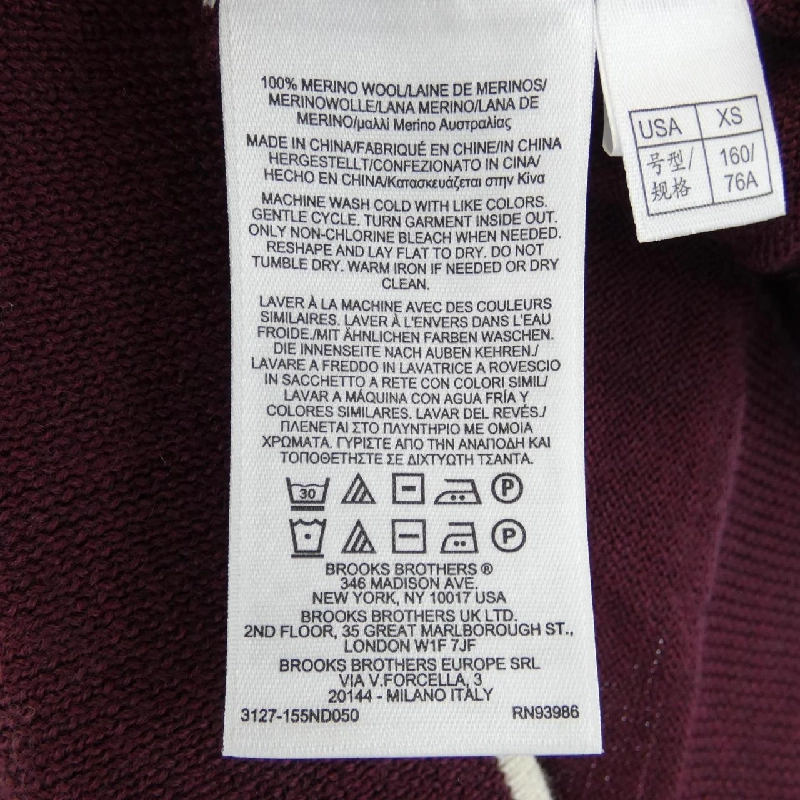 100% MERINO WOOL/LAINE DE MERINOS/
MERINOWOLLE/LANA MERINO/LANA DE
MERINO/μαλλί Merino Αυστραλίας
MADE IN CHINA/FABRIQUÉ EN CHINE/IN CHINA
HERGESTELLT/CONFEZIONATO IN CINA/
HECHO EN CHINA/Κατασκευάζεται στην Κίνα
MACHINE WASH COLD WITH LIKE COLORS.
GENTLE CYCLE. TURN GARMENT INSIDE OUT.
ONLY NON-CHLORINE BLEACH WHEN NEEDED.
RESHAPE AND LAY FLAT TO DRY. DO NOT
TUMBLE DRY. WARM IRON IF NEEDED OR DRY
CLEAN.
LAVER À LA MACHINE AVEC DES COULEURS
SIMILAIRES. LAVER À L'ENVERS DANS L'EAU
FROIDE./MIT ÄHNLICHEN FARBEN WASCHEN.
DIE INNENSEITE NACH AUBEN KEHREN./
LAVARE A FREDDO IN LAVATRICE A ROVESCIO
IN SACCHETTO A RETE CON COLORI SIMIL/
LAVAR A MÁQUINA CON AGUA FRÍA Y
COLORES SIMILARES. LAVAR DEL REVÉS./
ΠΛΕΝΕΤΑΙ ΣΤΟ ΠΛΥΝΤΗΡΙΟ ΜΕ ΟΜΟΙΑ
ΧΡΩΜΑΤΑ. ΓΥΡΙΣΤΕ ΑΠΟ ΤΗΝ ΑΝΑΠΟΔΗ ΚΑΙ
ΤΟΠΟΘΕΤΗΣΤΕ ΣΕ ΔΙΧΤΥΩΤΗ ΤΣΑΝΤΑ.
30 P
P
BROOKS BROTHERS ®
346 MADISON AVE.
NEW YORK, NY 10017 USA
BROOKS BROTHERS UK LTD.
2ND FLOOR, 35 GREAT MARLBOROUGH ST.,
LONDON W1F 7JF
BROOKS BROTHERS EUROPE SRL
VIA V.FORCELLA, 3
20144 - MILANO ITALY
3127-155ND050 RN93986
USA XS
号型/ 160/
规格 76A